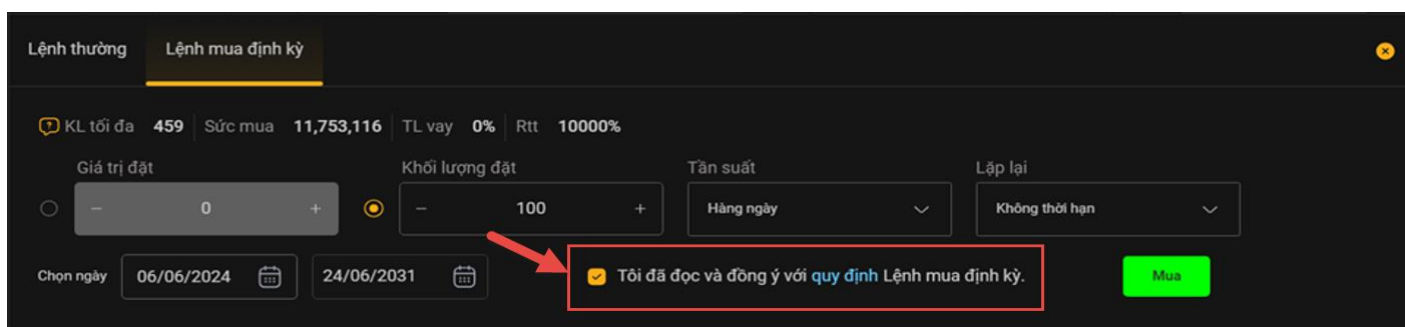 Lệnh thường Lệnh mua định kỳ
KL tối đa 459 Sức mua 11,753,116 TL vay 0% Rtt 10000%
Giá trị đặt Khối lượng đặt Tần suất Lặp lại
− 0 + − 100 + Hàng ngày Không thời hạn
Chọn ngày 06/06/2024 24/06/2031 Tôi đã đọc và đồng ý với quy định Lệnh mua định kỳ. Mua